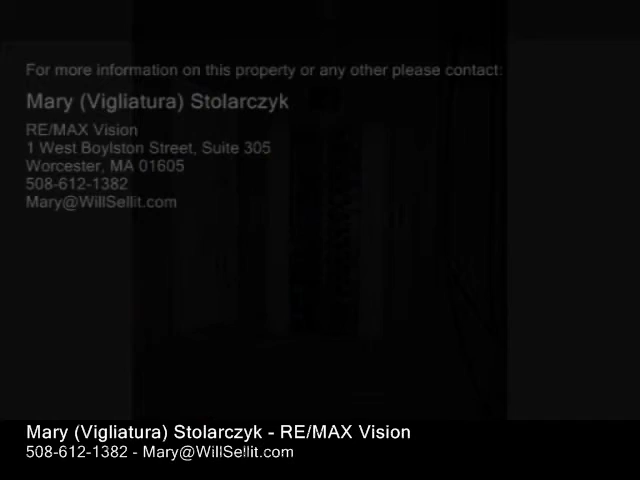 For more information on this property or any other please contact:
Mary (Vigliatura) Stolarczyk
RE/MAX Vision
1 West Boylston Street, Suite 305
Worcester, MA 01605
508-612-1382
Mary@WillSellit.com
Mary (Vigliatura) Stolarczyk - RE/MAX Vision
508-612-1382 - Mary@WillSellit.com